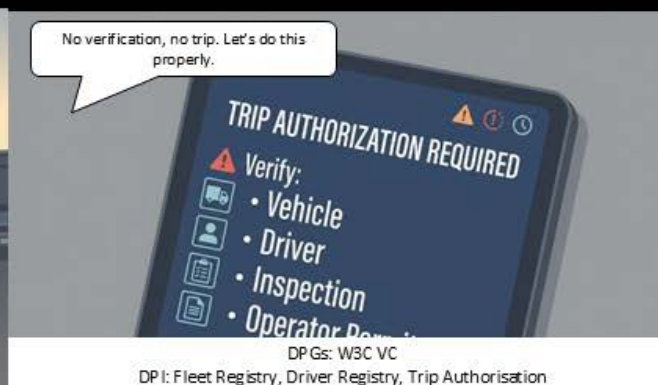 No verification, no trip. Let's do this
properly.
TRIP AUTHORIZATION REQUIRED
Verify:
• Vehicle
• Driver
• Inspection
• Operator
DPGs: W3C VC
DPI: Fleet Registry, Driver Registry, Trip Authorisation